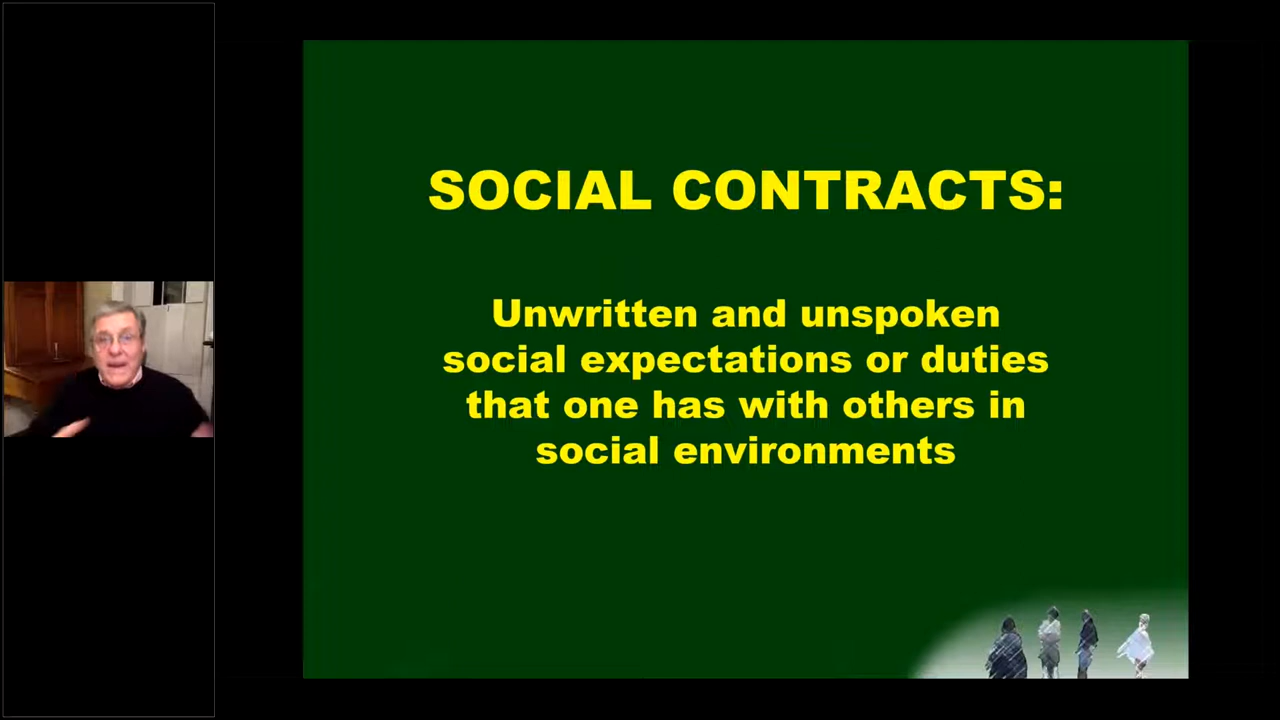 SOCIAL CONTRACTS:
Unwritten and unspoken
social expectations or duties
that one has with others in
social environments